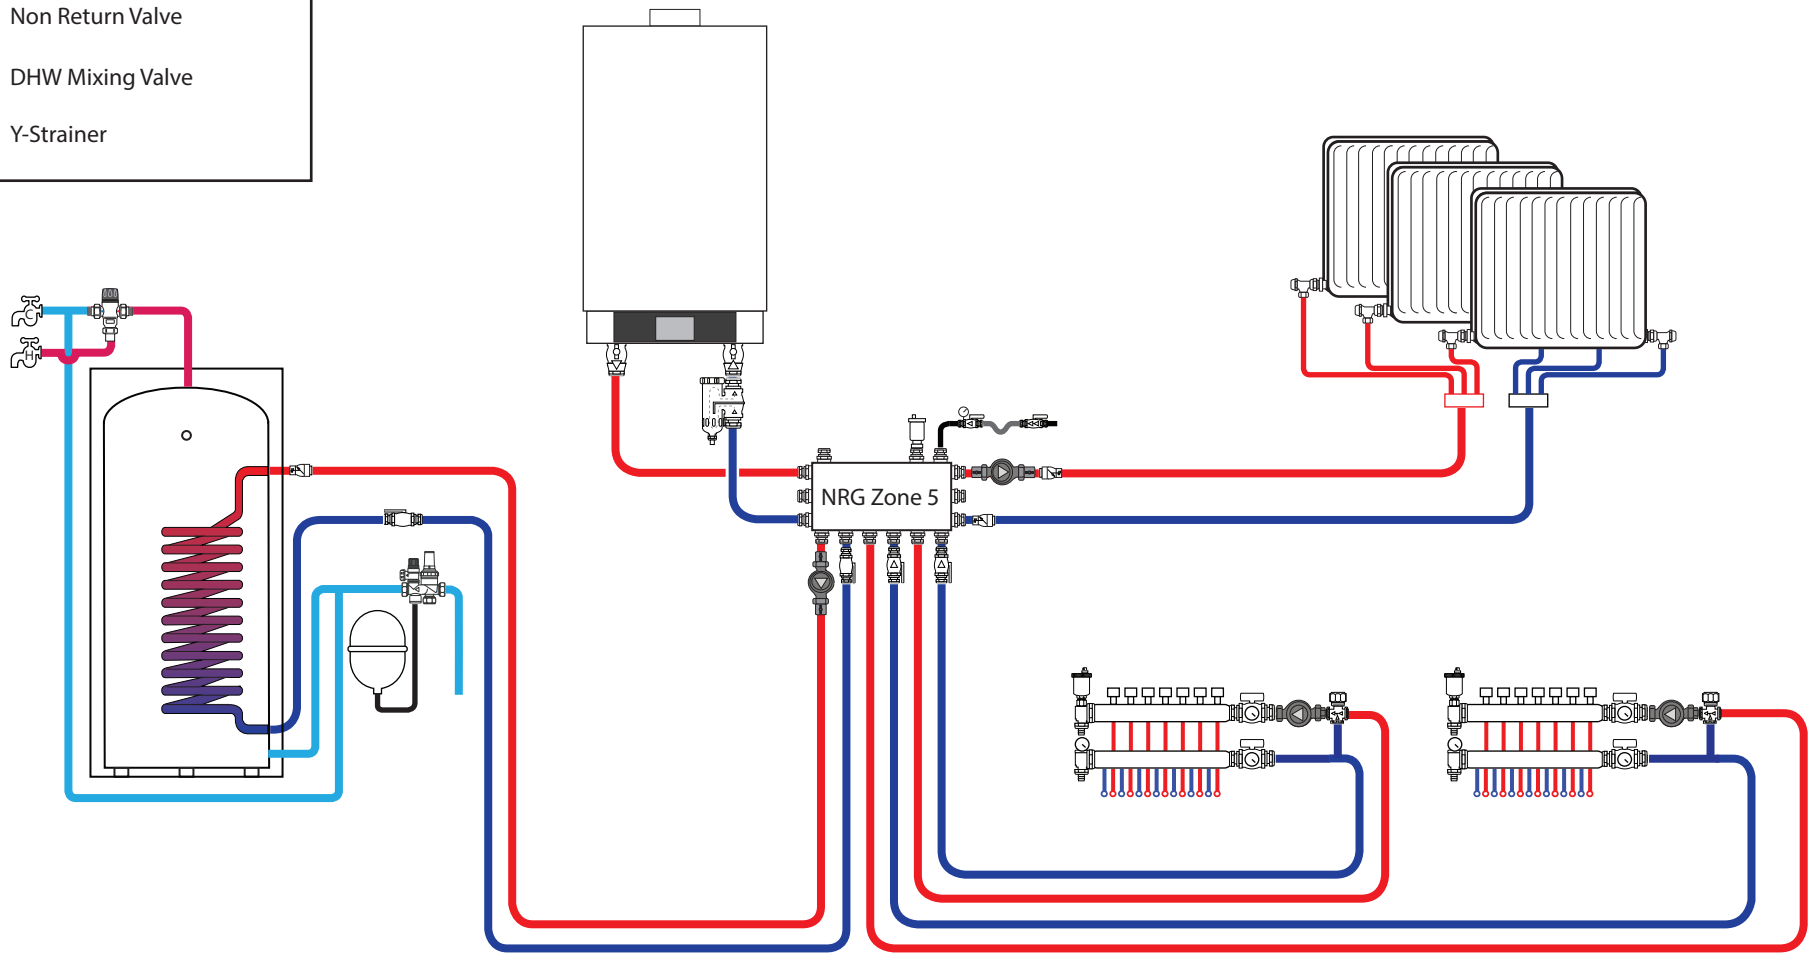 Non Return Valve
DHW Mixing Valve
Y-Strainer
C
H
NRG Zone 5